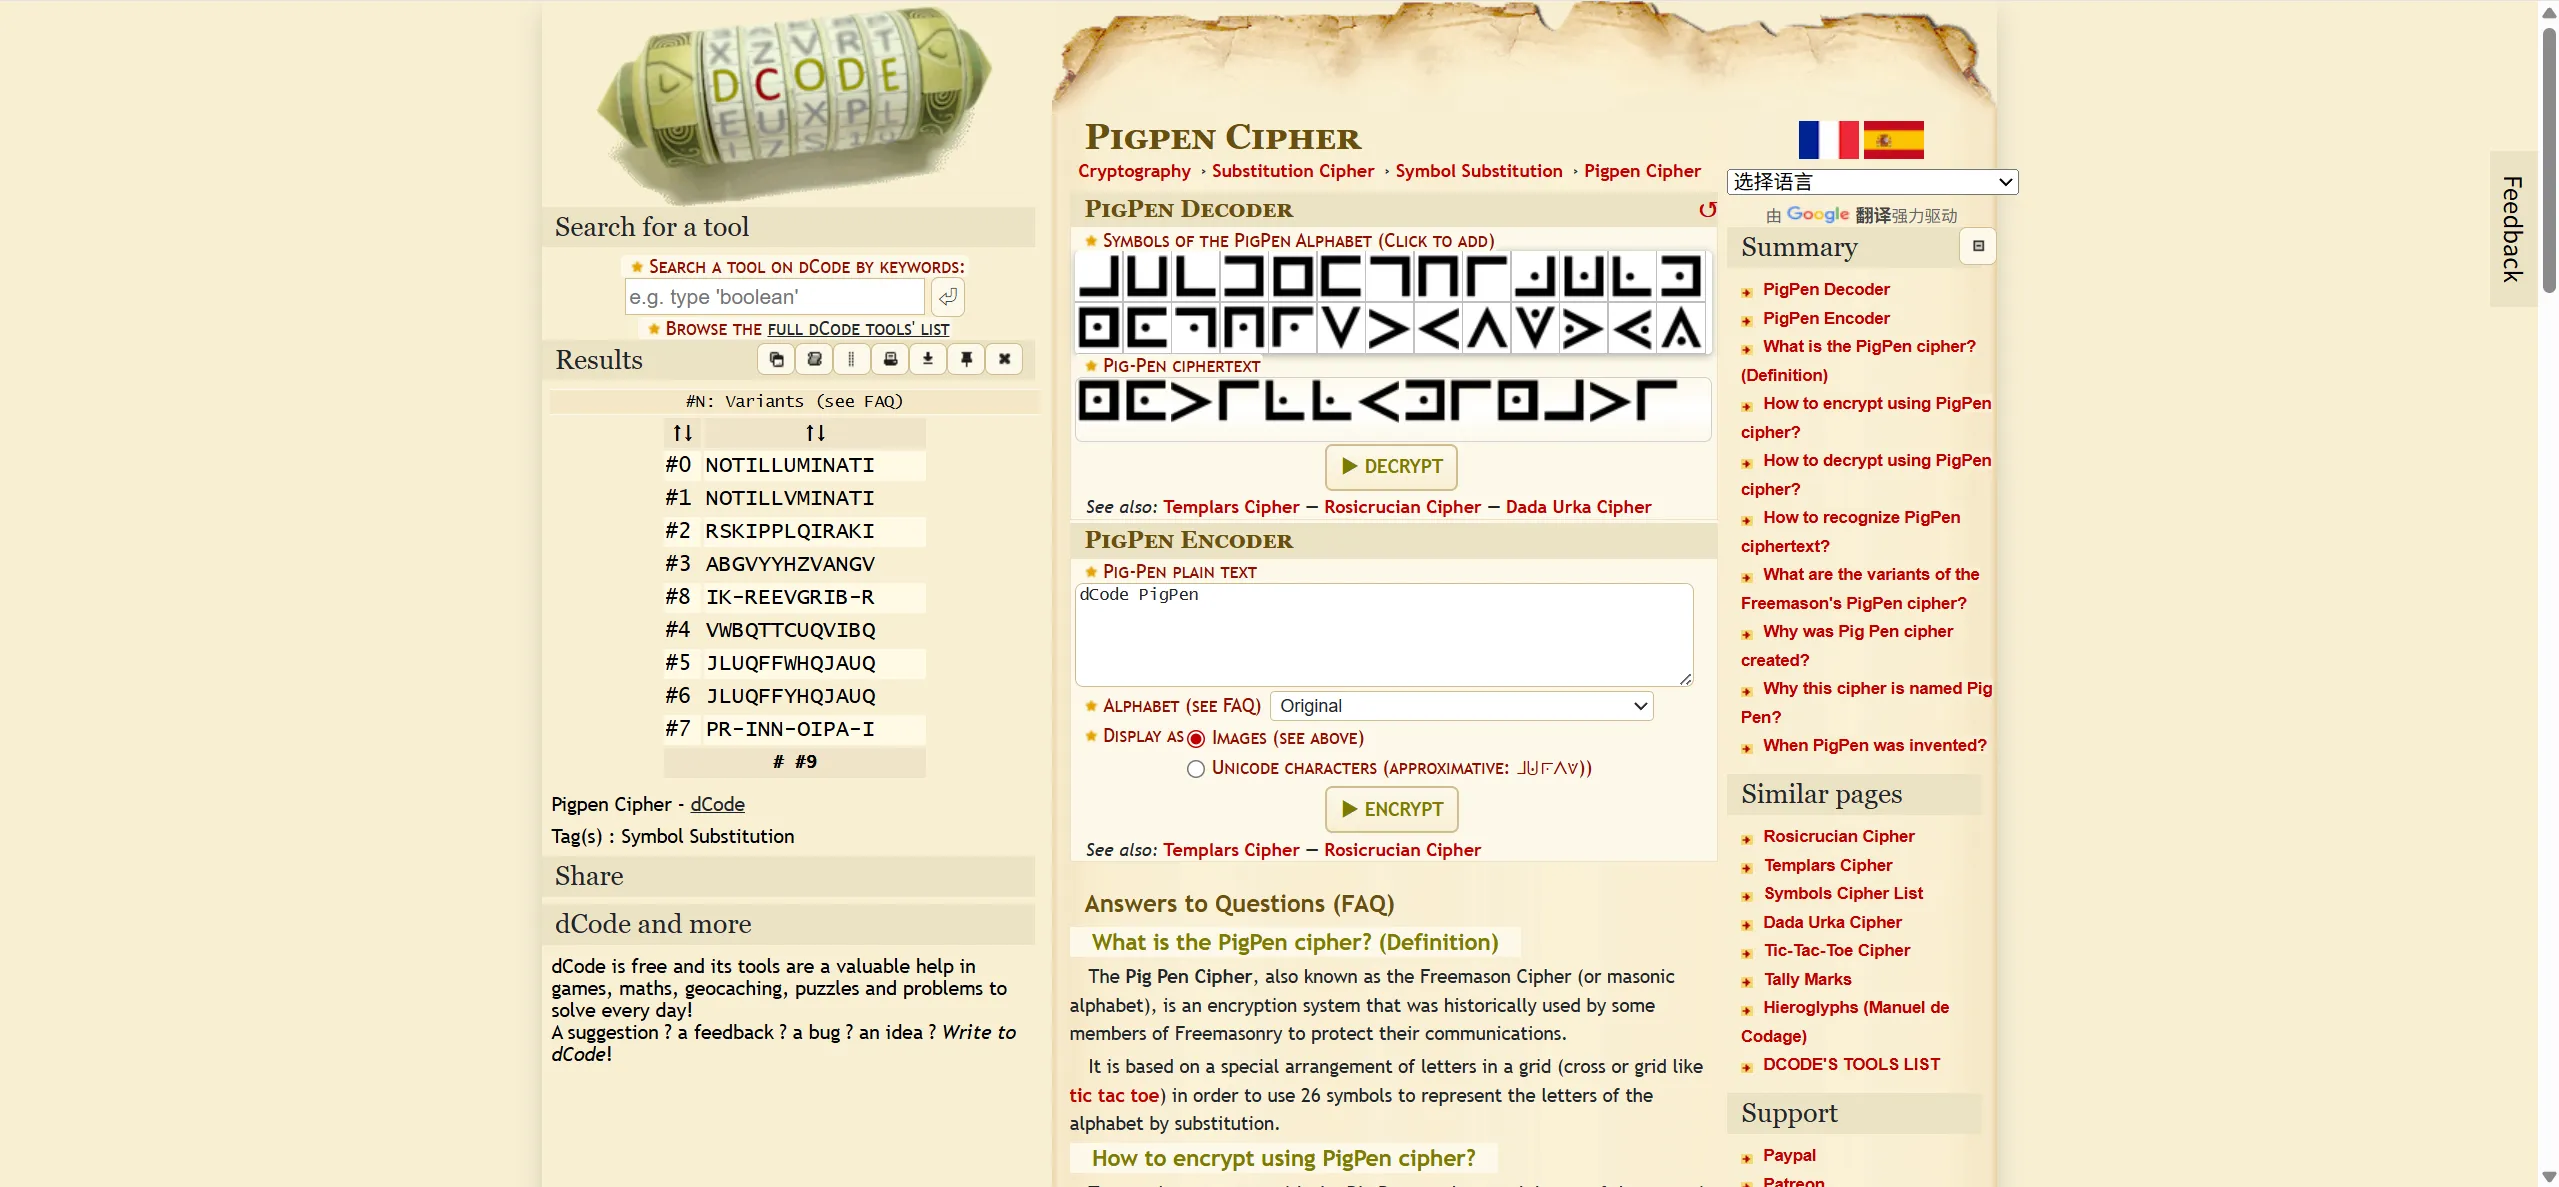 X Z V R T
D C O D E
E U X P L
Search for a tool
★ Search a tool on dCode by keywords:
e.g. type 'boolean'
★ Browse the full dCode tools' list
Results
#N: Variants (see FAQ)
↑↓ ↑↓
#0 NOTILLUMINATI
#1 NOTILLVMINATI
#2 RSKIPPLQIRAKI
#3 ABGVYYHZVANGV
#8 IK-REEVGRIB-R
#4 VWBQTTCUQVIBQ
#5 JLUQFFWHQJAUQ
#6 JLUQFFYHQJAUQ
#7 PR-INN-OIPA-I
# #9
Pigpen Cipher - dCode
Tag(s) : Symbol Substitution
Share
dCode and more
dCode is free and its tools are a valuable help in
games, maths, geocaching, puzzles and problems to
solve every day!
A suggestion ? a feedback ? a bug ? an idea ? Write to
dCode!
Pigpen Cipher
Cryptography › Substitution Cipher › Symbol Substitution › Pigpen Cipher
PigPen Decoder
★ Symbols of the PigPen Alphabet (Click to add)
★ Pig-Pen ciphertext
▶ DECRYPT
See also: Templars Cipher — Rosicrucian Cipher — Dada Urka Cipher
PigPen Encoder
★ Pig-Pen plain text
dCode PigPen
★ Alphabet (see FAQ) Original
★ Display as Images (see above)
Unicode characters (approximative: ᒧᘮᒥᐱᗐ))
▶ ENCRYPT
See also: Templars Cipher — Rosicrucian Cipher
Answers to Questions (FAQ)
What is the PigPen cipher? (Definition)
The Pig Pen Cipher, also known as the Freemason Cipher (or masonic
alphabet), is an encryption system that was historically used by some
members of Freemasonry to protect their communications.
It is based on a special arrangement of letters in a grid (cross or grid like
tic tac toe) in order to use 26 symbols to represent the letters of the
alphabet by substitution.
How to encrypt using PigPen cipher?
选择语言
由 Google 翻译强力驱动
Summary
PigPen Decoder
PigPen Encoder
What is the PigPen cipher?
(Definition)
How to encrypt using PigPen
cipher?
How to decrypt using PigPen
cipher?
How to recognize PigPen
ciphertext?
What are the variants of the
Freemason's PigPen cipher?
Why was Pig Pen cipher
created?
Why this cipher is named Pig
Pen?
When PigPen was invented?
Similar pages
Rosicrucian Cipher
Templars Cipher
Symbols Cipher List
Dada Urka Cipher
Tic-Tac-Toe Cipher
Tally Marks
Hieroglyphs (Manuel de
Codage)
DCODE'S TOOLS LIST
Support
Paypal
Patreon
Feedback